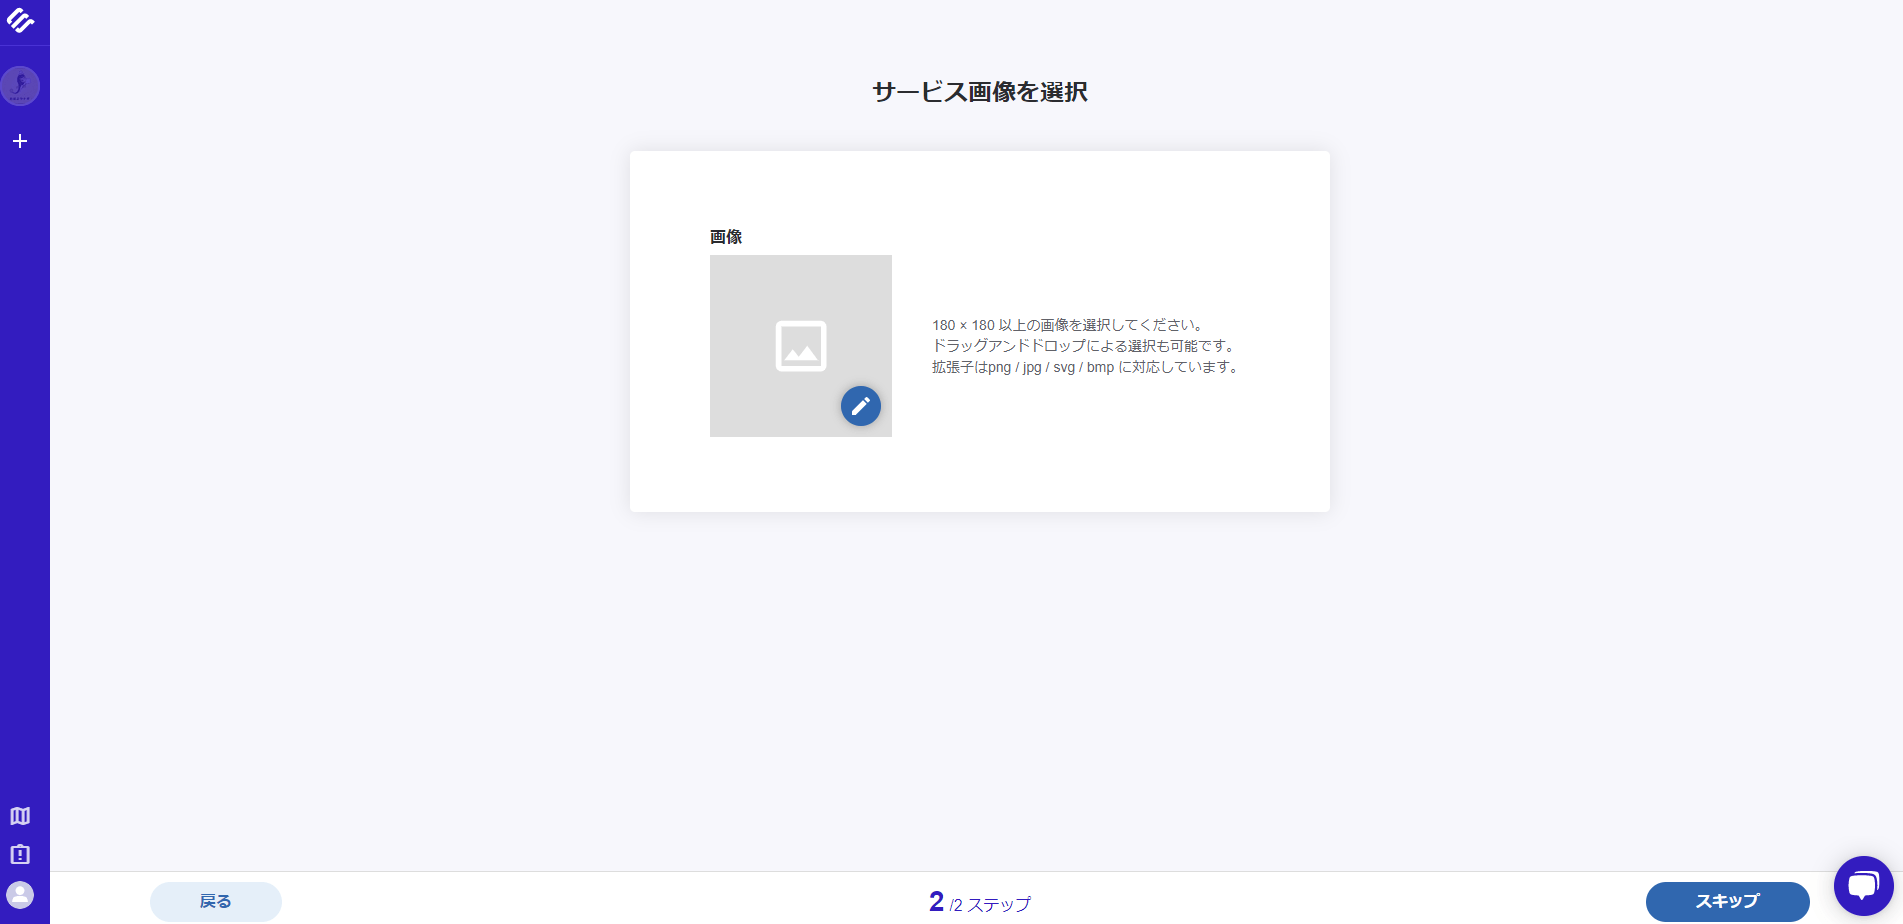 サービス画像を選択
画像
180 × 180 以上の画像を選択してください。
ドラッグアンドドロップによる選択も可能です。
拡張子はpng / jpg / svg / bmp に対応しています。
戻る
2 /2 ステップ
スキップ